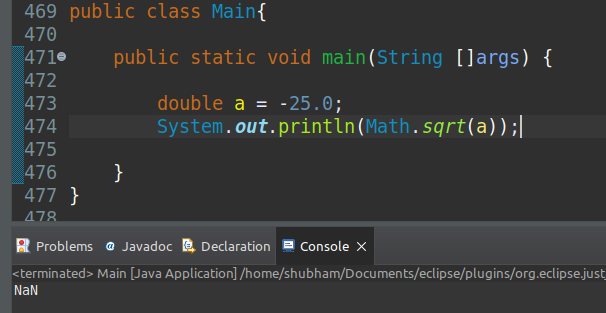 469 public class Main{
470
471 public static void main(String []args) {
472
473 double a = -25.0;
474 System.out.println(Math.sqrt(a));
475
476 }
477 }
478
Problems @ Javadoc Declaration Console
<terminated> Main [Java Application] /home/shubham/Documents/eclipse/plugins/org.eclipse.just
NaN